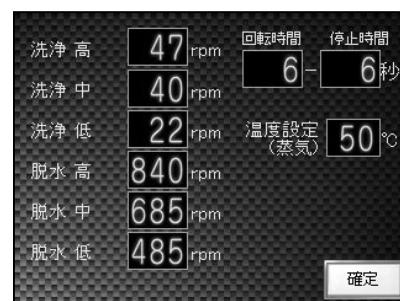 洗浄 高 47 rpm
洗浄 中 40 rpm
洗浄 低 22 rpm
脱水 高 840 rpm
脱水 中 685 rpm
脱水 低 485 rpm
回転時間 停止時間
6 - 6 秒
温度設定
(蒸気) 50 ℃
確定